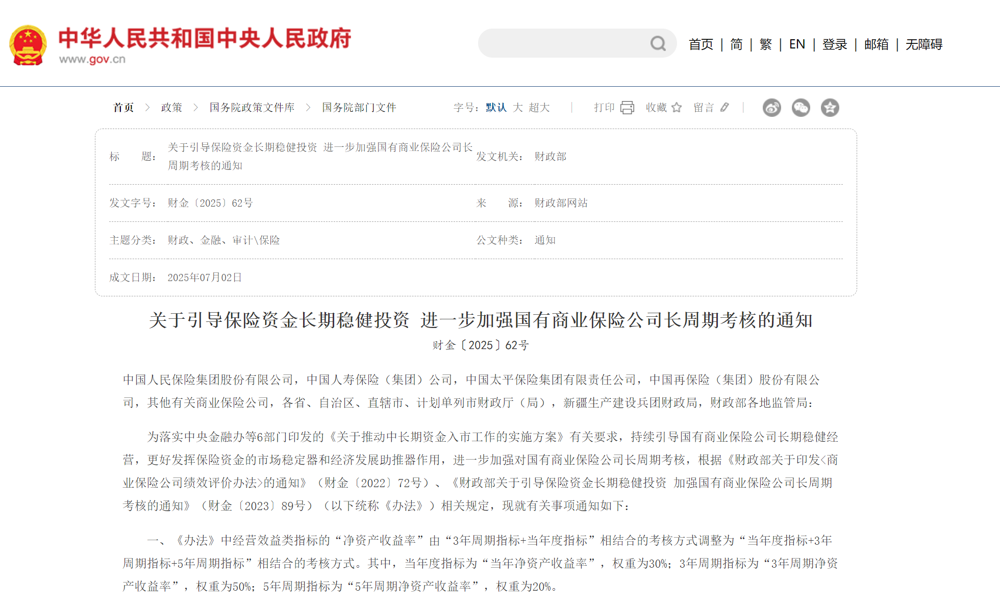 中华人民共和国中央人民政府
www.gov.cn
首页 | 简 | 繁 | EN | 登录 | 邮箱 | 无障碍
首页 > 政策 > 国务院政策文件库 > 国务院部门文件
字号：默认 大 超大 | 打印 收藏 留言 |
标 题：
关于引导保险资金长期稳健投资 进一步加强国有商业保险公司长
周期考核的通知
发文机关： 财政部
发文字号： 财金〔2025〕62号
来 源： 财政部网站
主题分类： 财政、金融、审计\保险
公文种类： 通知
成文日期： 2025年07月02日
关于引导保险资金长期稳健投资 进一步加强国有商业保险公司长周期考核的通知
财金〔2025〕62号
中国人民保险集团股份有限公司，中国人寿保险（集团）公司，中国太平保险集团有限责任公司，中国再保险（集团）股份有限公
司，其他有关商业保险公司，各省、自治区、直辖市、计划单列市财政厅（局），新疆生产建设兵团财政局，财政部各地监管局：
为落实中央金融办等6部门印发的《关于推动中长期资金入市工作的实施方案》有关要求，持续引导国有商业保险公司长期稳健经
营，更好发挥保险资金的市场稳定器和经济发展助推器作用，进一步加强对国有商业保险公司长周期考核，根据《财政部关于印发<商
业保险公司绩效评价办法>的通知》（财金〔2022〕72号）、《财政部关于引导保险资金长期稳健投资 加强国有商业保险公司长周期
考核的通知》（财金〔2023〕89号）（以下统称《办法》）相关规定，现就有关事项通知如下：
一、《办法》中经营效益类指标的“净资产收益率”由“3年周期指标+当年度指标”相结合的考核方式调整为“当年度指标+3年
周期指标+5年周期指标”相结合的考核方式。其中，当年度指标为“当年净资产收益率”，权重为30%；3年周期指标为“3年周期净资
产收益率”，权重为50%；5年周期指标为“5年周期净资产收益率”，权重为20%。